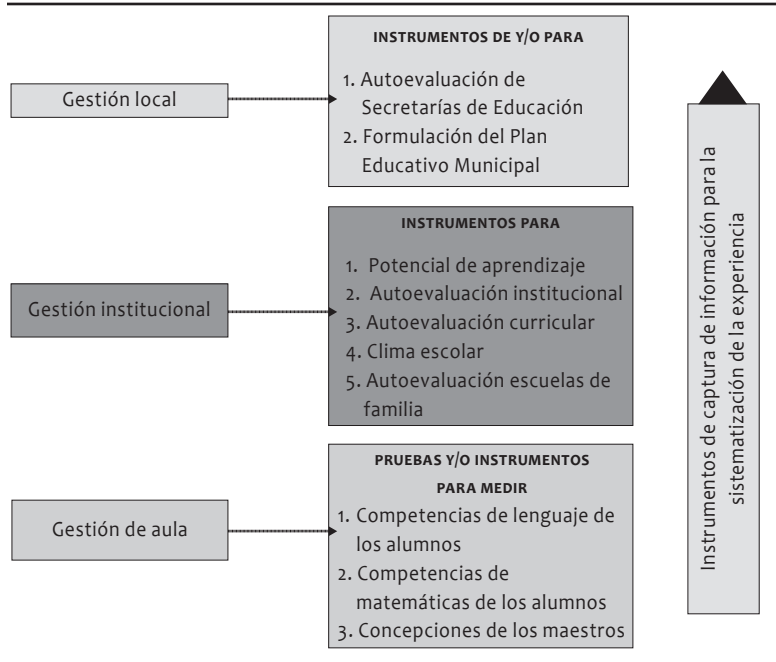 Gestión local
INSTRUMENTOS DE Y/O PARA
1. Autoevaluación de
Secretarías de Educación
2. Formulación del Plan
Educativo Municipal
Gestión institucional
INSTRUMENTOS PARA
1. Potencial de aprendizaje
2. Autoevaluación institucional
3. Autoevaluación curricular
4. Clima escolar
5. Autoevaluación escuelas de
familia
Gestión de aula
PRUEBAS Y/O INSTRUMENTOS
PARA MEDIR
1. Competencias de lenguaje de
los alumnos
2. Competencias de
matemáticas de los alumnos
3. Concepciones de los maestros
Instrumentos de captura de información para la
sistematización de la experiencia